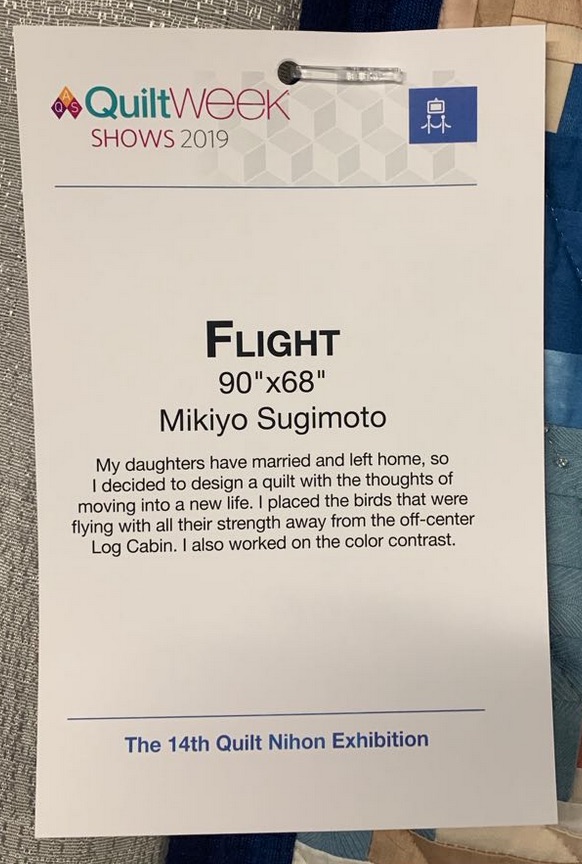 AQS QuiltWeek
SHOWS 2019
FLIGHT
90"x68"
Mikiyo Sugimoto
My daughters have married and left home, so
I decided to design a quilt with the thoughts of
moving into a new life. I placed the birds that were
flying with all their strength away from the off-center
Log Cabin. I also worked on the color contrast.
The 14th Quilt Nihon Exhibition